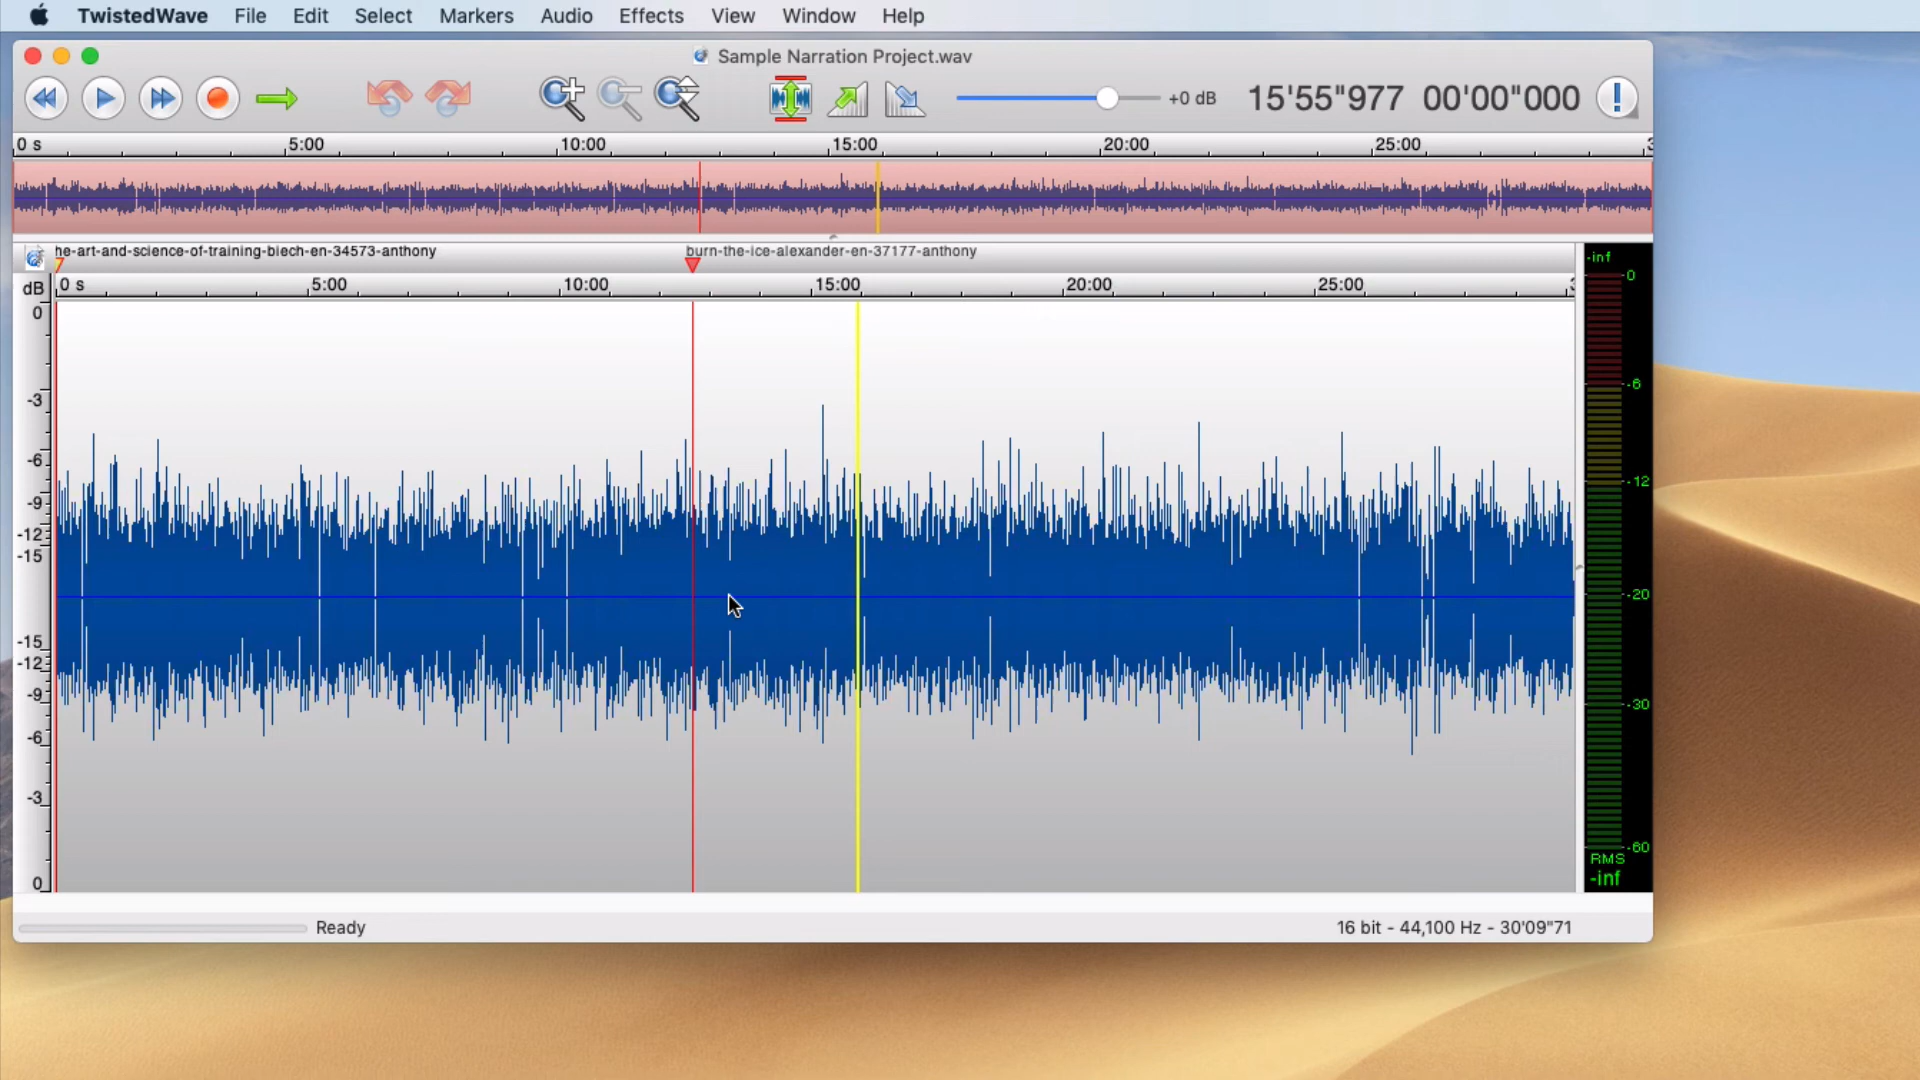 TwistedWave File Edit Select Markers Audio Effects View Window Help
Sample Narration Project.wav
+0 dB 15'55"977 00'00"000
0 s 5:00 10:00 15:00 20:00 25:00
he-art-and-science-of-training-biech-en-34573-anthony burn-the-ice-alexander-en-37177-anthony
dB 0 s 5:00 10:00 15:00 20:00 25:00
0
-3
-6
-9
-12
-15
-15
-12
-9
-6
-3
0
-inf
0
-6
-12
-20
-30
-60
RMS
-inf
Ready 16 bit - 44,100 Hz - 30'09"71